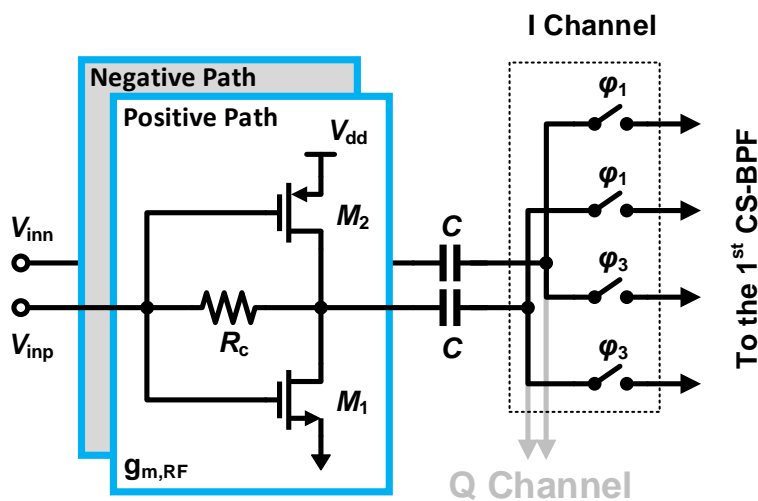 I Channel
Negative Path
Positive Path
Vdd
φ1
φ1
M2
Vinn
C
φ3
Vinp
Rc
C
φ3
M1
gm,RF
Q Channel
To the 1st CS-BPF